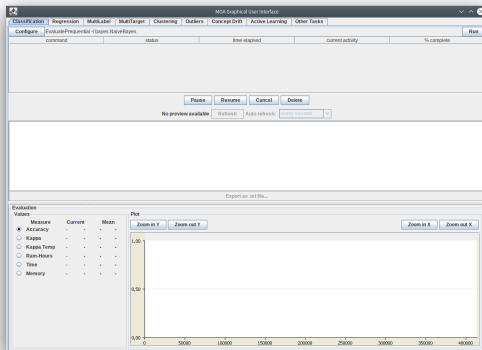 MOA Graphical User Interface
Classification Regression MultiLabel MultiTarget Clustering Outliers Concept Drift Active Learning Other Tasks
Configure EvaluatePrequential -l bayes.NaiveBayes Run
command status time elapsed current activity % complete
Pause Resume Cancel Delete
No preview available Refresh Auto refresh: every second
Export as .txt file...
Evaluation
Values Plot
Measure Current Mean Zoom in Y Zoom out Y Zoom in X Zoom out X
Accuracy - - - -
Kappa - - - -
Kappa Temp - - - -
Ram-Hours - - - -
Time - - - -
Memory - - - -
1,00
0,50
0,00
0 50000 100000 150000 200000 250000 300000 350000 400000